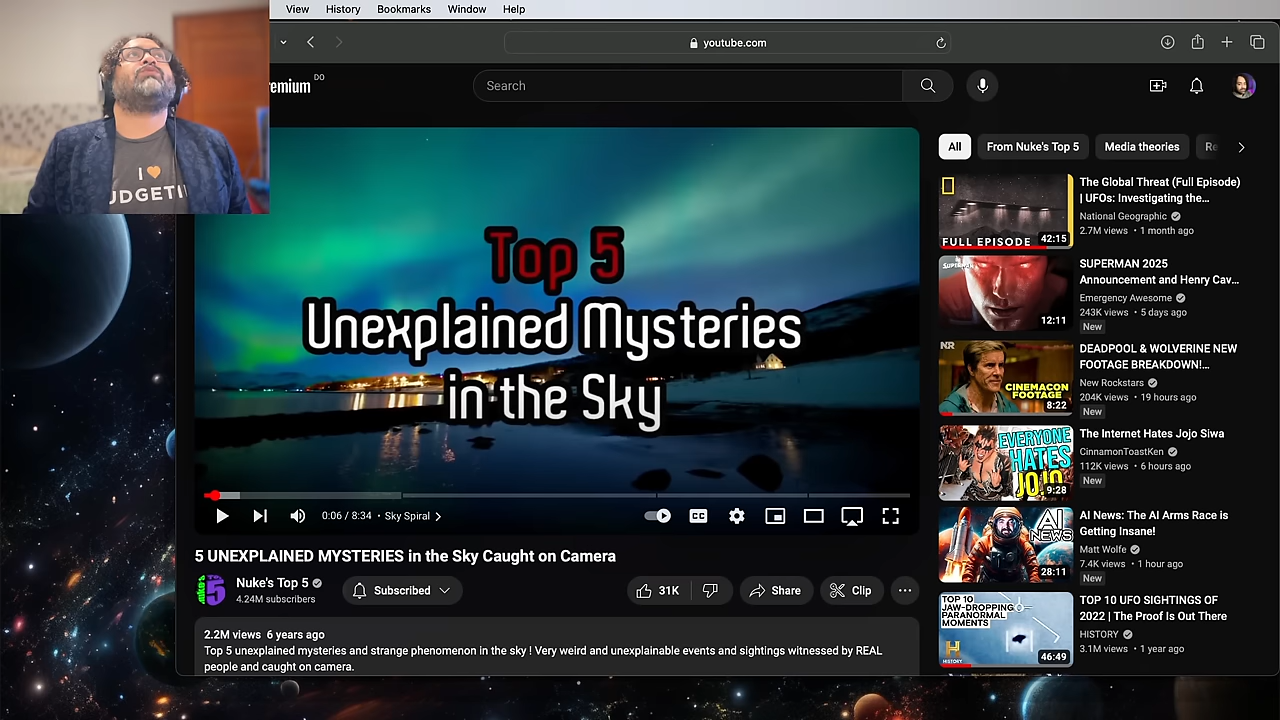 View History Bookmarks Window Help
youtube.com
emium DO
Search
I
UDGETI
All
From Nuke's Top 5
Media theories
Re
Top 5
Unexplained Mysteries
in the Sky
0:06 / 8:34 • Sky Spiral
CC
5 UNEXPLAINED MYSTERIES in the Sky Caught on Camera
5
Nuke's Top 5
4.24M subscribers
Subscribed
31K
Share
Clip
2.2M views 6 years ago
Top 5 unexplained mysteries and strange phenomenon in the sky ! Very weird and unexplainable events and sightings witnessed by REAL
people and caught on camera.
FULL EPISODE
42:15
The Global Threat (Full Episode)
| UFOs: Investigating the...
National Geographic
2.7M views • 1 month ago
SUPERMAN
12:11
SUPERMAN 2025
Announcement and Henry Cav...
Emergency Awesome
243K views • 5 days ago
New
NR
CINEMACON
FOOTAGE
8:22
DEADPOOL & WOLVERINE NEW
FOOTAGE BREAKDOWN!...
New Rockstars
204K views • 19 hours ago
New
EVERYONE
HATES
JOJO
9:28
The Internet Hates Jojo Siwa
CinnamonToastKen
112K views • 6 hours ago
New
AI
NEWS
28:11
AI News: The AI Arms Race is
Getting Insane!
Matt Wolfe
7.4K views • 1 hour ago
New
TOP 10
JAW-DROPPING
PARANORMAL
MOMENTS
H
HISTORY
46:49
TOP 10 UFO SIGHTINGS OF
2022 | The Proof Is Out There
HISTORY
3.1M views • 1 year ago